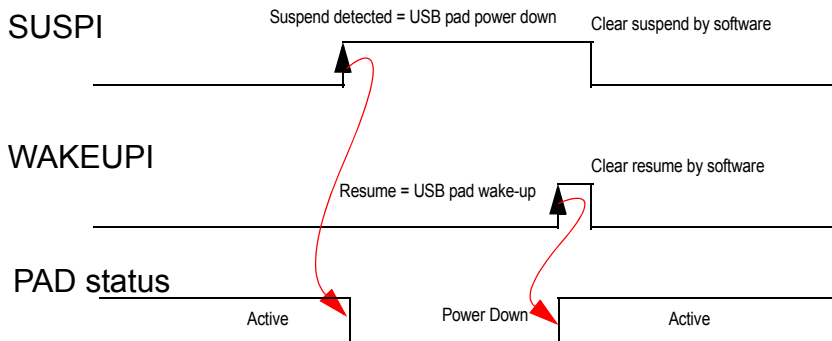 SUSPI
Suspend detected = USB pad power down
Clear suspend by software
WAKEUPI
Clear resume by software
Resume = USB pad wake-up
PAD status
Active
Power Down
Active